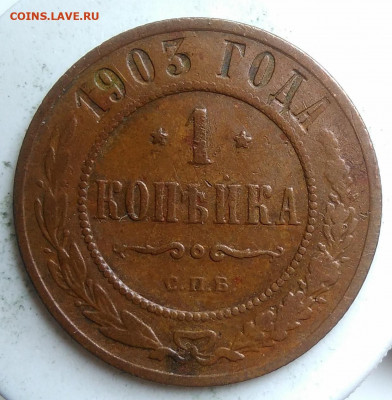 COINS.LAVE.RU
1903 ГОДА
1
КОПѢЙКА
С.П.Б.